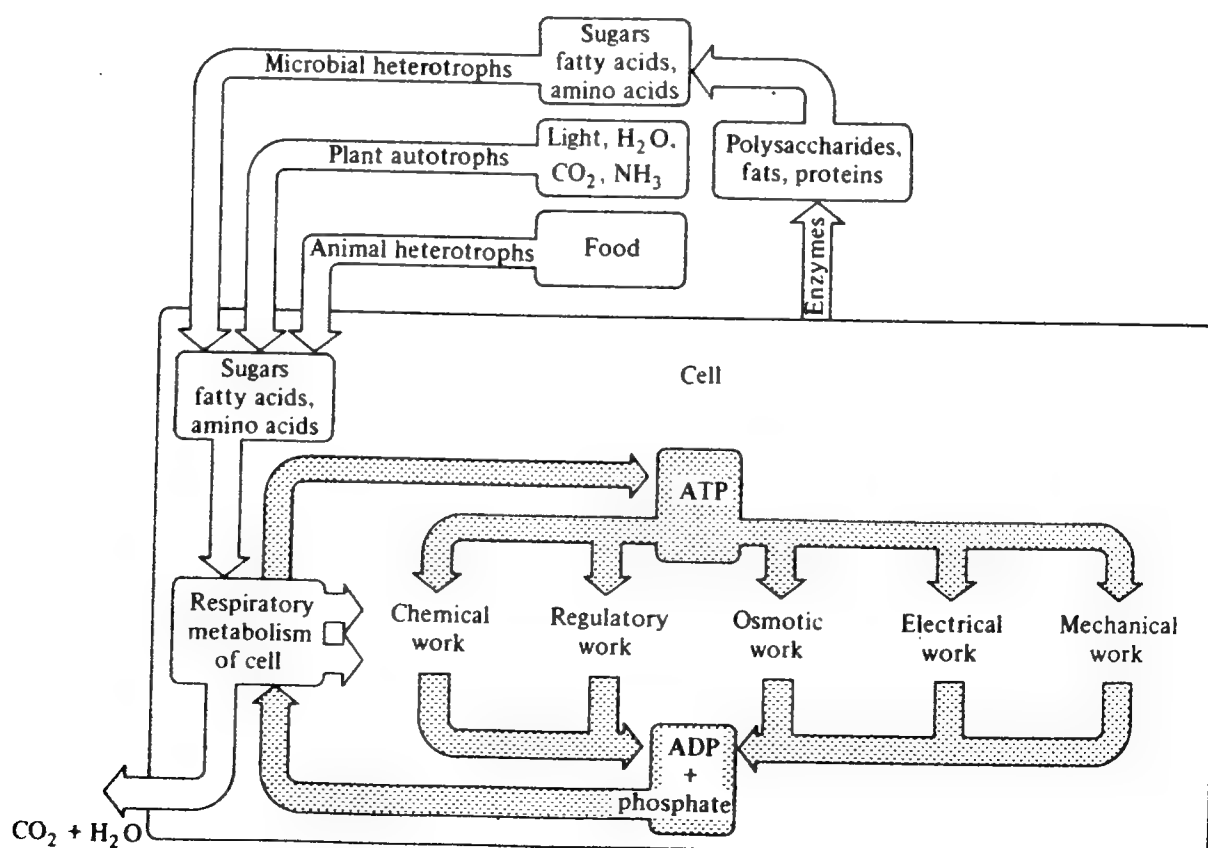 Sugars
fatty acids,
amino acids
Microbial heterotrophs
Light, H₂O.
CO₂, NH₃
Plant autotrophs
Polysaccharides,
fats, proteins
Food
Animal heterotrophs
Enzymes
Sugars
fatty acids,
amino acids
Cell
ATP
Respiratory
metabolism
of cell
Chemical
work
Regulatory
work
Osmotic
work
Electrical
work
Mechanical
work
ADP
+
phosphate
CO₂ + H₂O